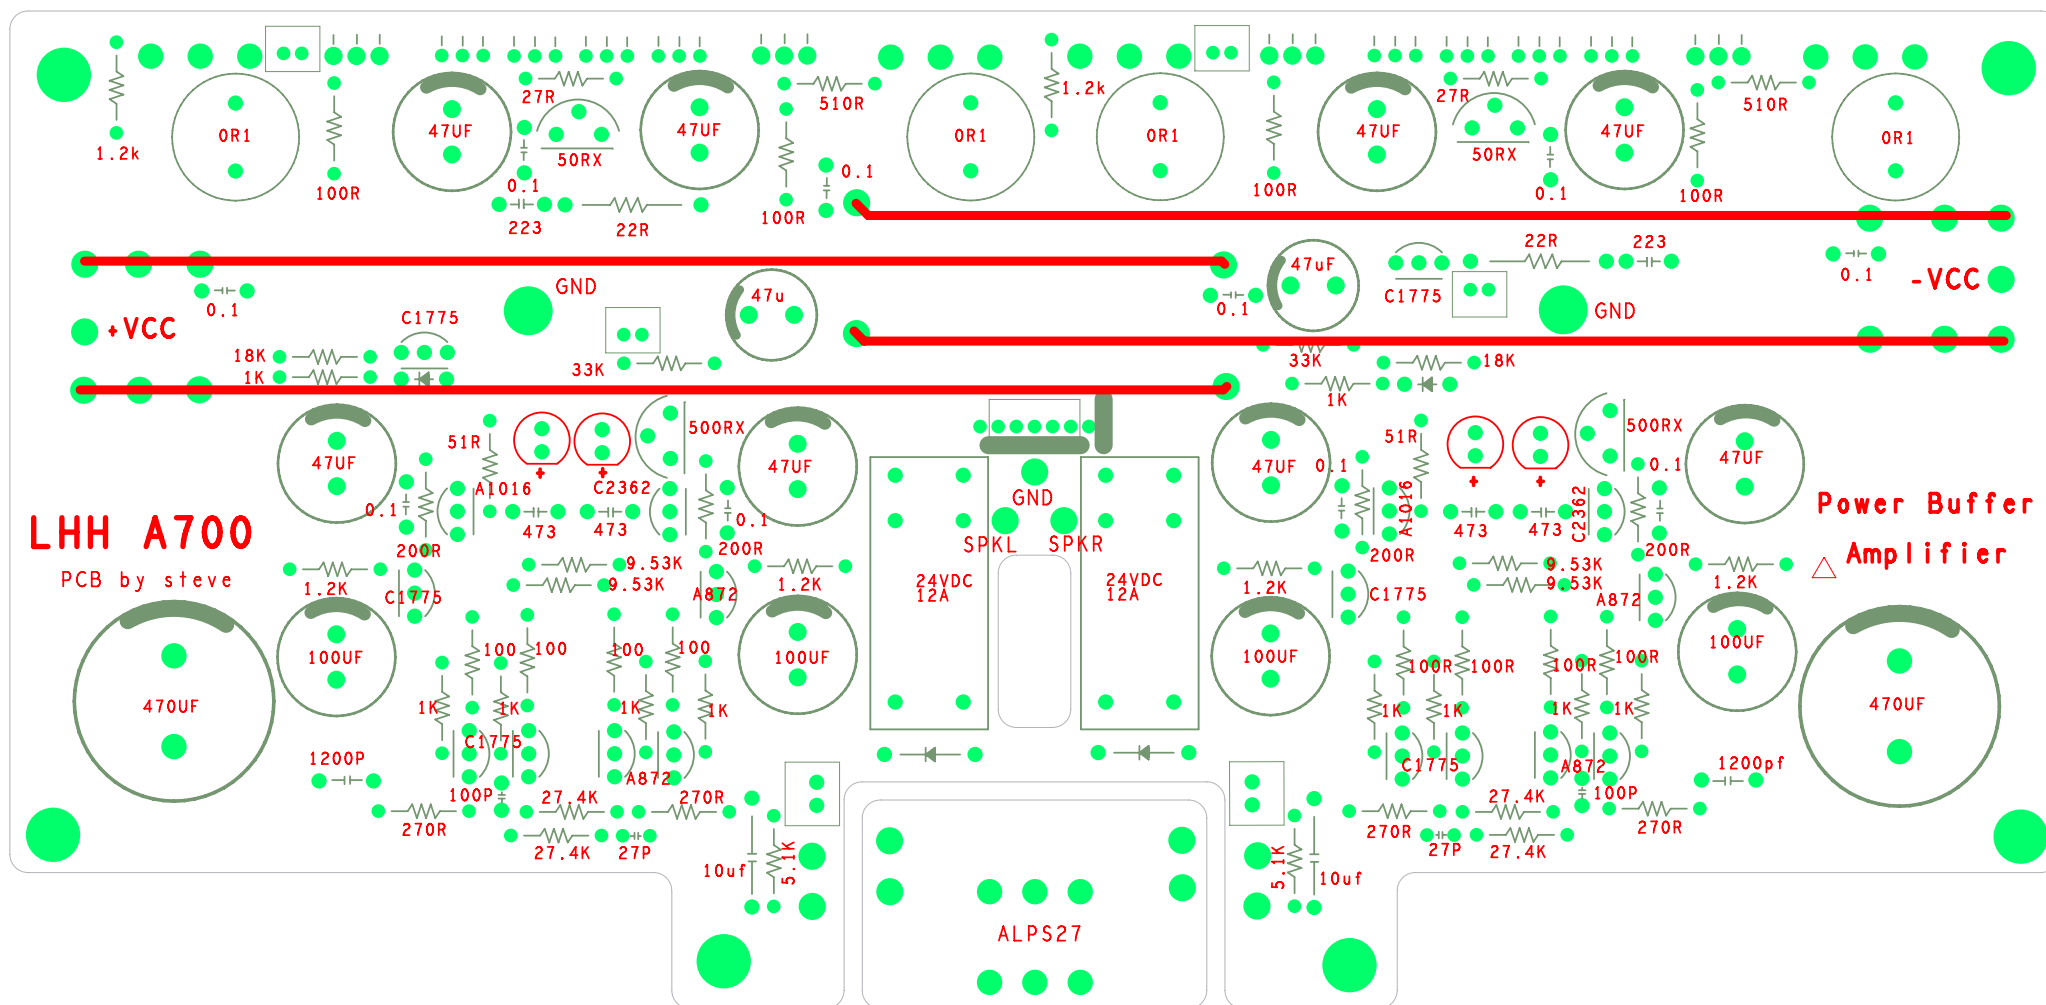 27R
510R
1.2k
27R
510R
0R1
47UF
47UF
0R1
0R1
47UF
47UF
0R1
1.2k
50RX
50RX
0.1
0.1
0.1
100R
100R
100R
100R
223
22R
22R
223
GND
47u
47uF
C1775
0.1
-VCC
0.1
0.1
GND
+VCC
C1775
18K
1K
33K
33K
18K
1K
51R
500RX
51R
500RX
47UF
47UF
47UF
0.1
0.1
47UF
+
+
+
+
A1016
C2362
GND
A1016
C2362
Power Buffer
Amplifier
0.1
0.1
LHH A700
473
473
473
473
SPKL
SPKR
200R
200R
200R
200R
PCB by steve
1.2K
9.53K
9.53K
1.2K
24VDC
12A
24VDC
12A
1.2K
9.53K
9.53K
1.2K
C1775
A872
C1775
A872
100
100
100
100
100UF
100UF
100UF
100R
100R
100R
100R
100UF
470UF
1K
1K
1K
1K
1K
1K
1K
1K
470UF
C1775
A872
C1775
A872
1200P
1200pf
100P
27.4K
270R
27.4K
100P
270R
270R
270R
27.4K
27P
27P
27.4K
10uf
5.1K
5.1K
10uf
ALPS27